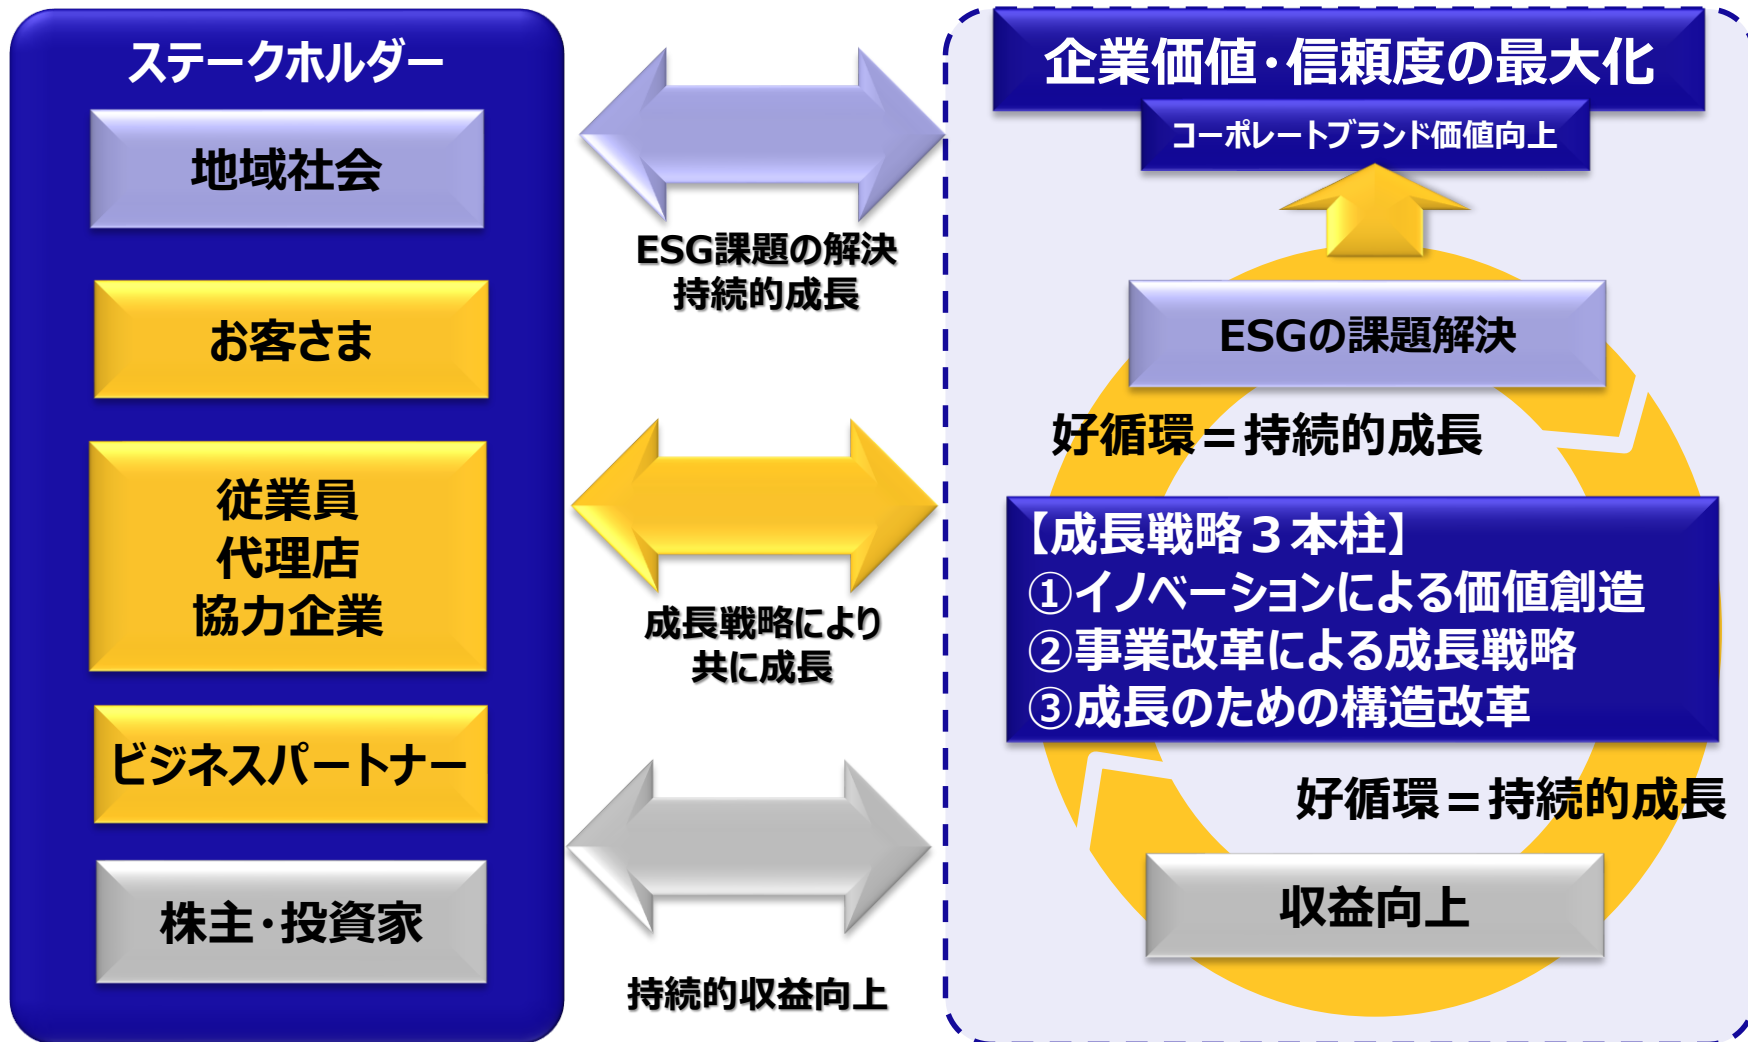 ステークホルダー
地域社会
お客さま
従業員
代理店
協力企業
ビジネスパートナー
株主・投資家
ESG課題の解決
持続的成長
成長戦略により
共に成長
持続的収益向上
企業価値・信頼度の最大化
コーポレートブランド価値向上
ESGの課題解決
好循環＝持続的成長
【成長戦略３本柱】
①イノベーションによる価値創造
②事業改革による成長戦略
③成長のための構造改革
好循環＝持続的成長
収益向上